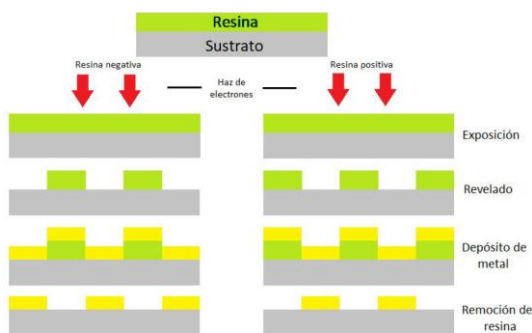 Resina
Sustrato
Resina negativa
Haz de
electrones
Resina positiva
Exposición
Revelado
Depósito de
metal
Remoción de
resina